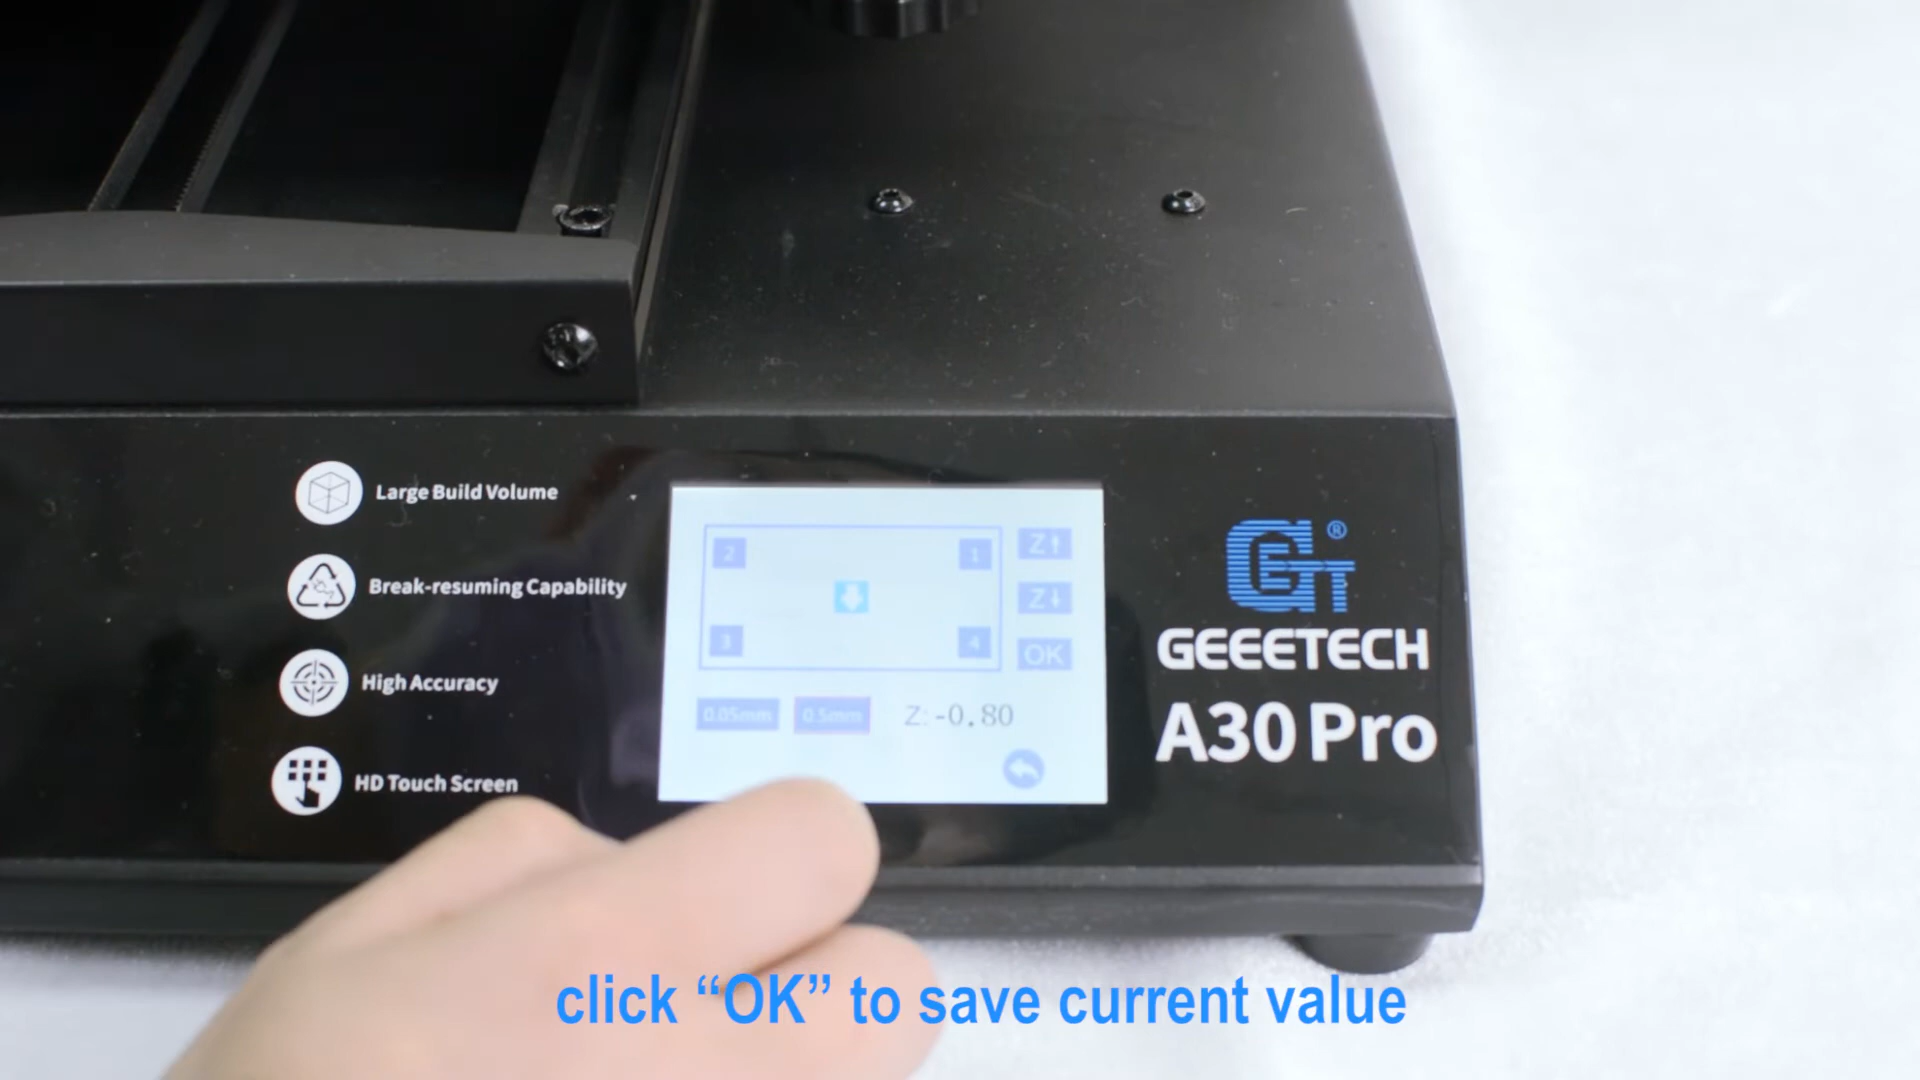 Large Build Volume
Break-resuming Capability
High Accuracy
HD Touch Screen
2
1
Z↑
Z↓
3
4
OK
0.05mm
0.5mm
Z:-0.80
GEEETECH
®
A30 Pro
click “OK” to save current value